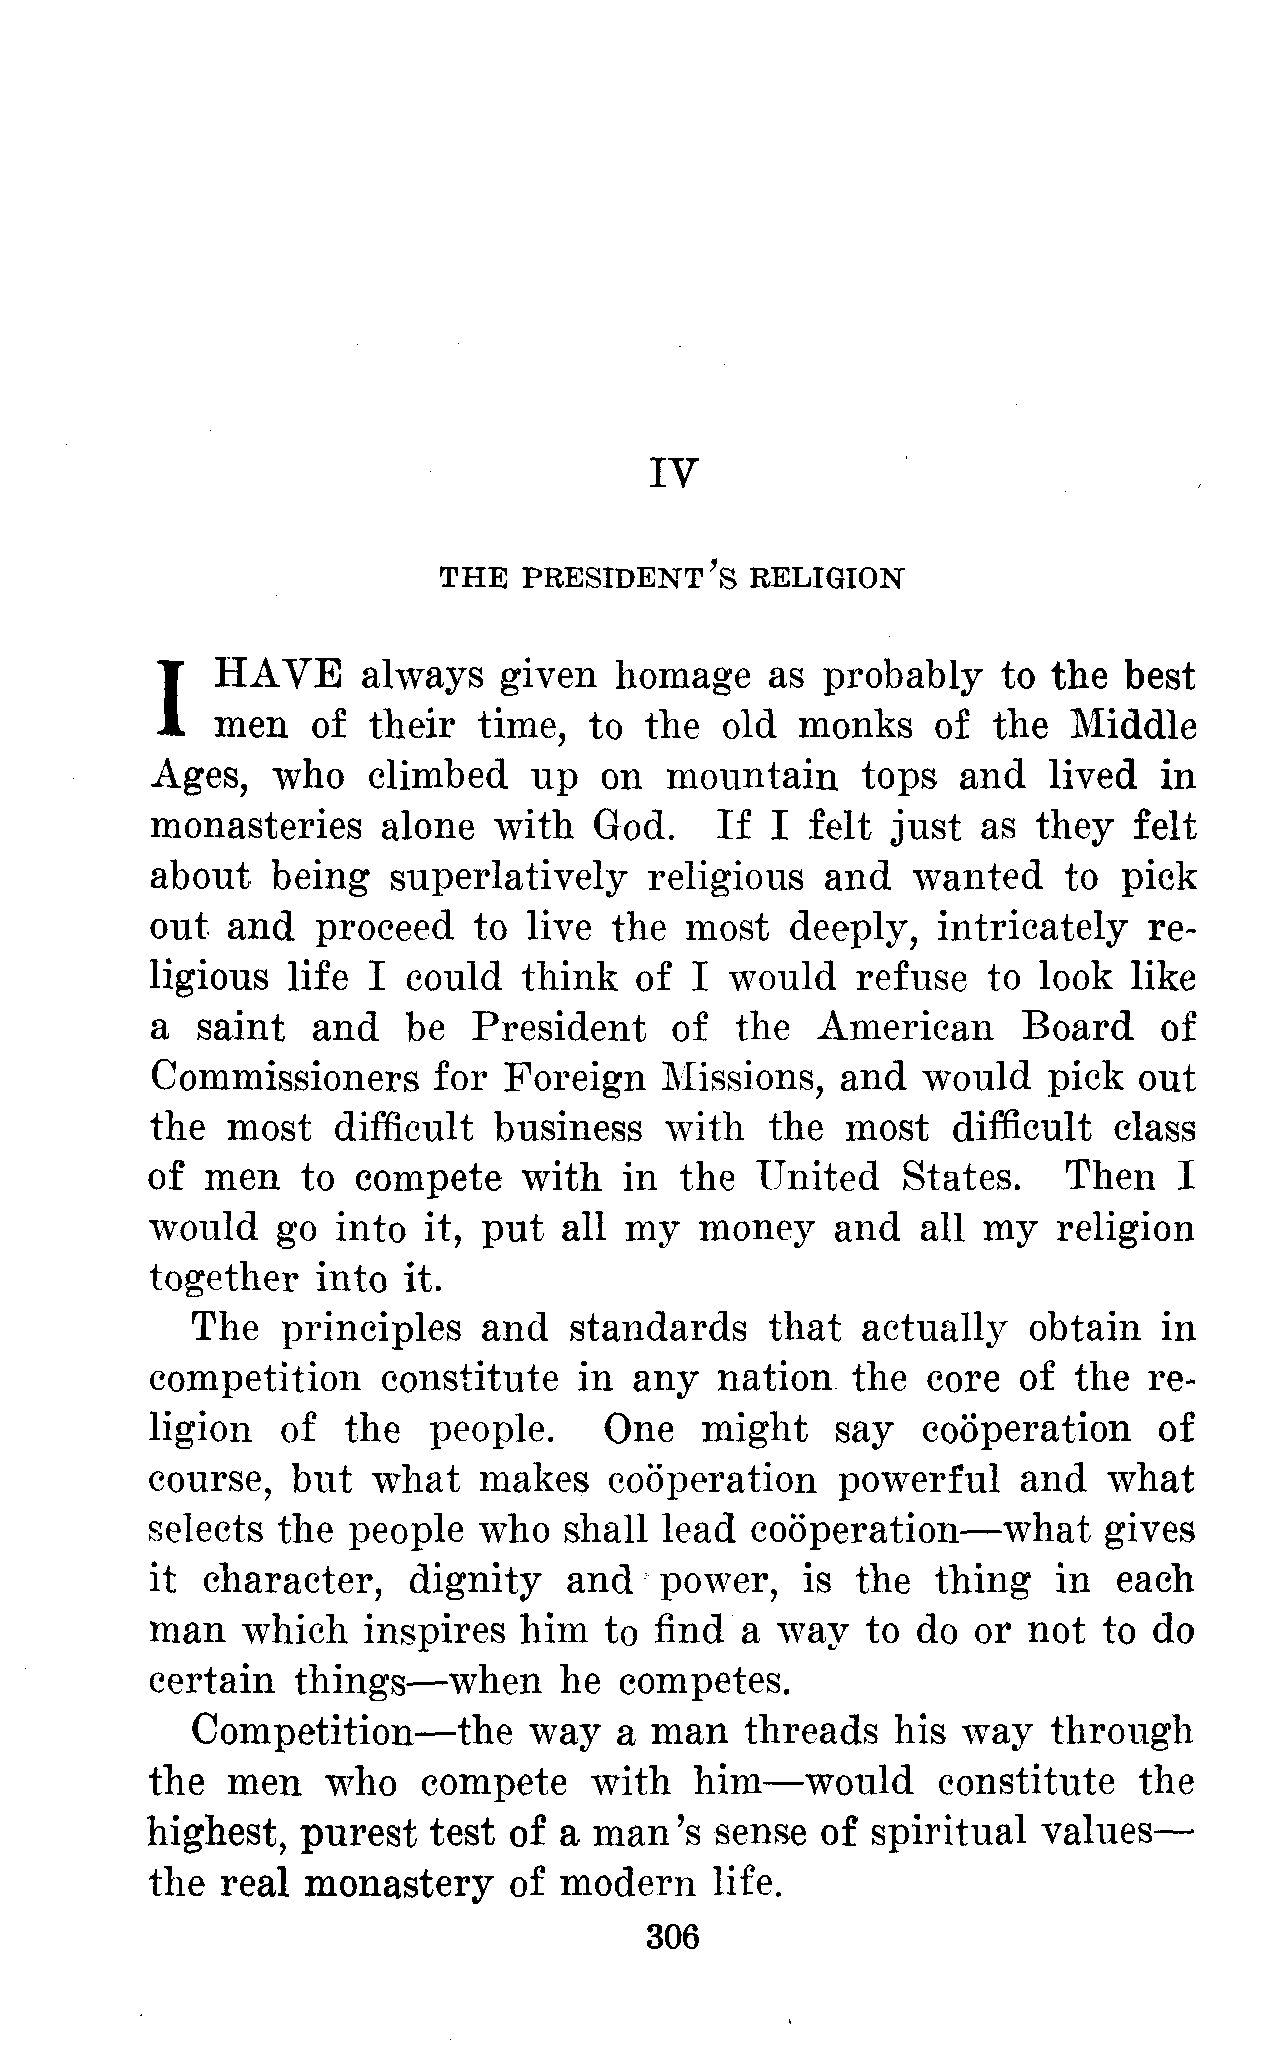 IV
THE PRESIDENT'S RELIGION
I HAVE always given homage as probably to the best
men of their time, to the old monks of the Middle
Ages, who climbed up on mountain tops and lived in
monasteries alone with God. If I felt just as they felt
about being superlatively religious and wanted to pick
out and proceed to live the most deeply, intricately re-
ligious life I could think of I would refuse to look like
a saint and be President of the American Board of
Commissioners for Foreign Missions, and would pick out
the most difficult business with the most difficult class
of men to compete with in the United States. Then I
would go into it, put all my money and all my religion
together into it.
The principles and standards that actually obtain in
competition constitute in any nation the core of the re-
ligion of the people. One might say coöperation of
course, but what makes coöperation powerful and what
selects the people who shall lead coöperation—what gives
it character, dignity and power, is the thing in each
man which inspires him to find a way to do or not to do
certain things—when he competes.
Competition—the way a man threads his way through
the men who compete with him—would constitute the
highest, purest test of a man's sense of spiritual values—
the real monastery of modern life.
306